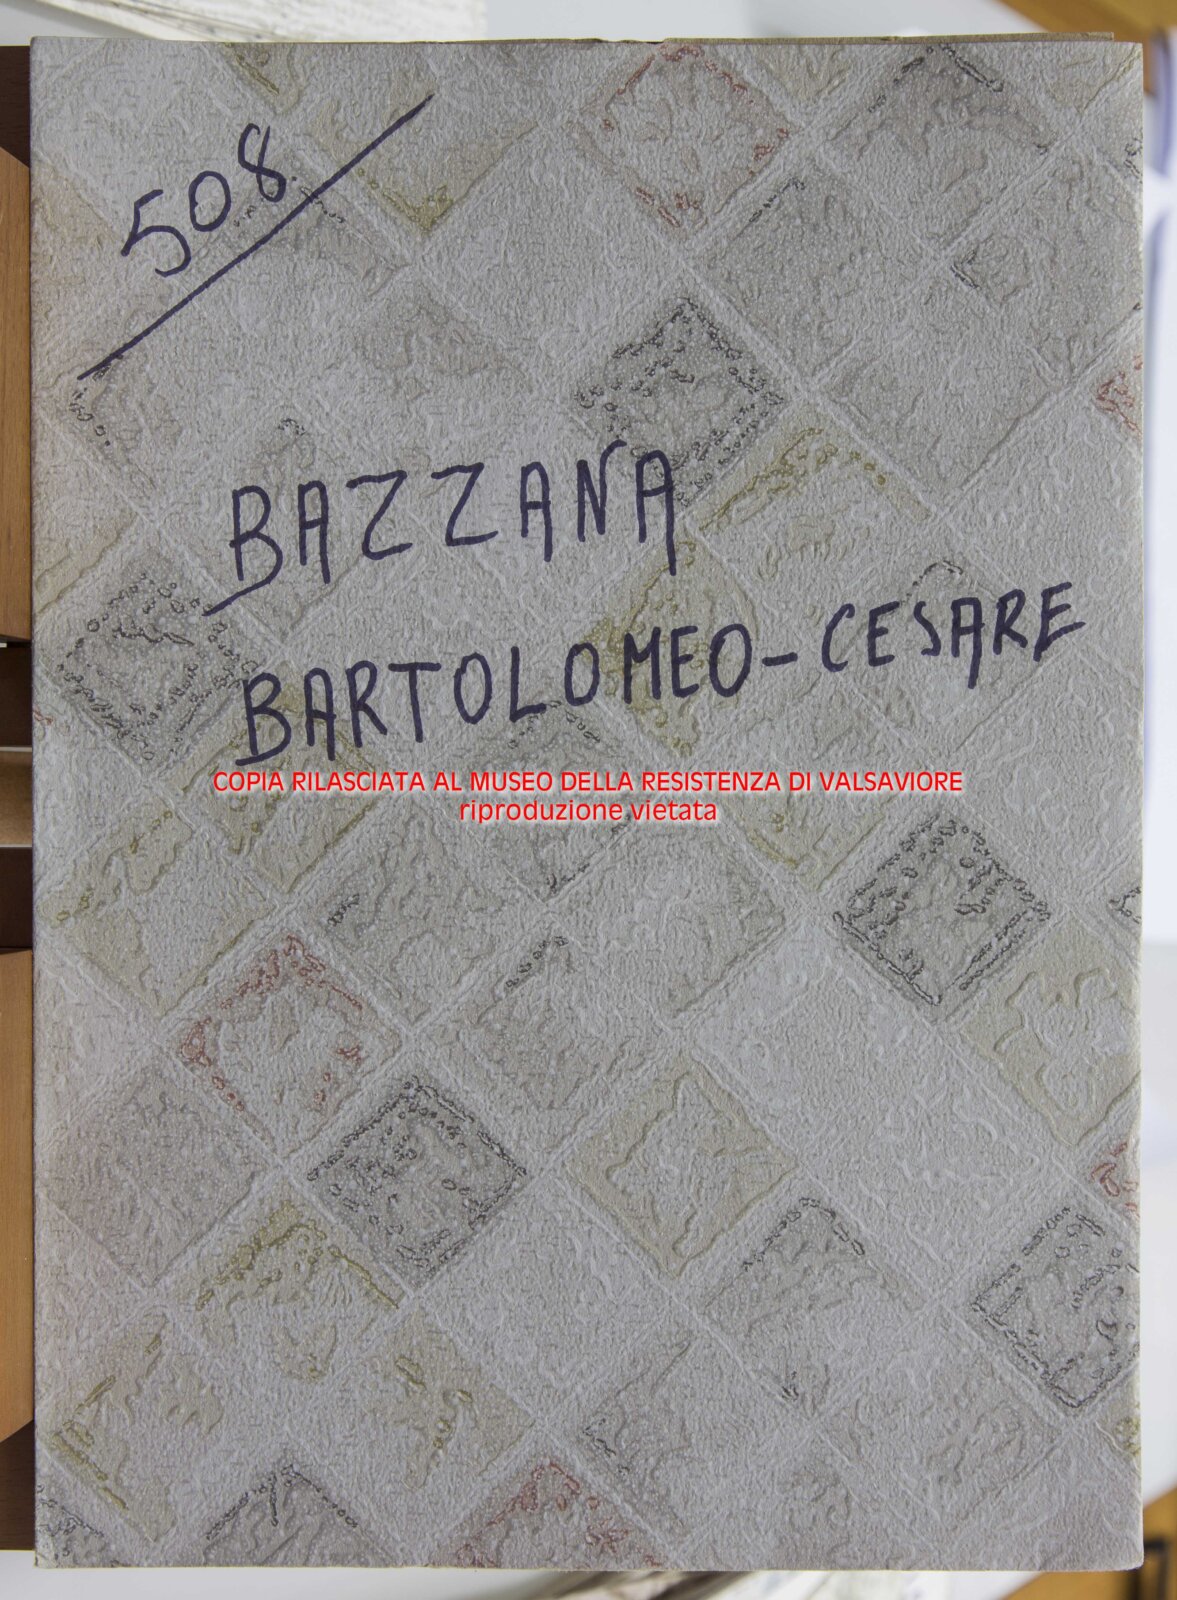 508
BAZZANA
BARTOLOMEO-CESARE
COPIA RILASCIATA AL MUSEO DELLA RESISTENZA DI VALSAVIORE
riproduzione vietata